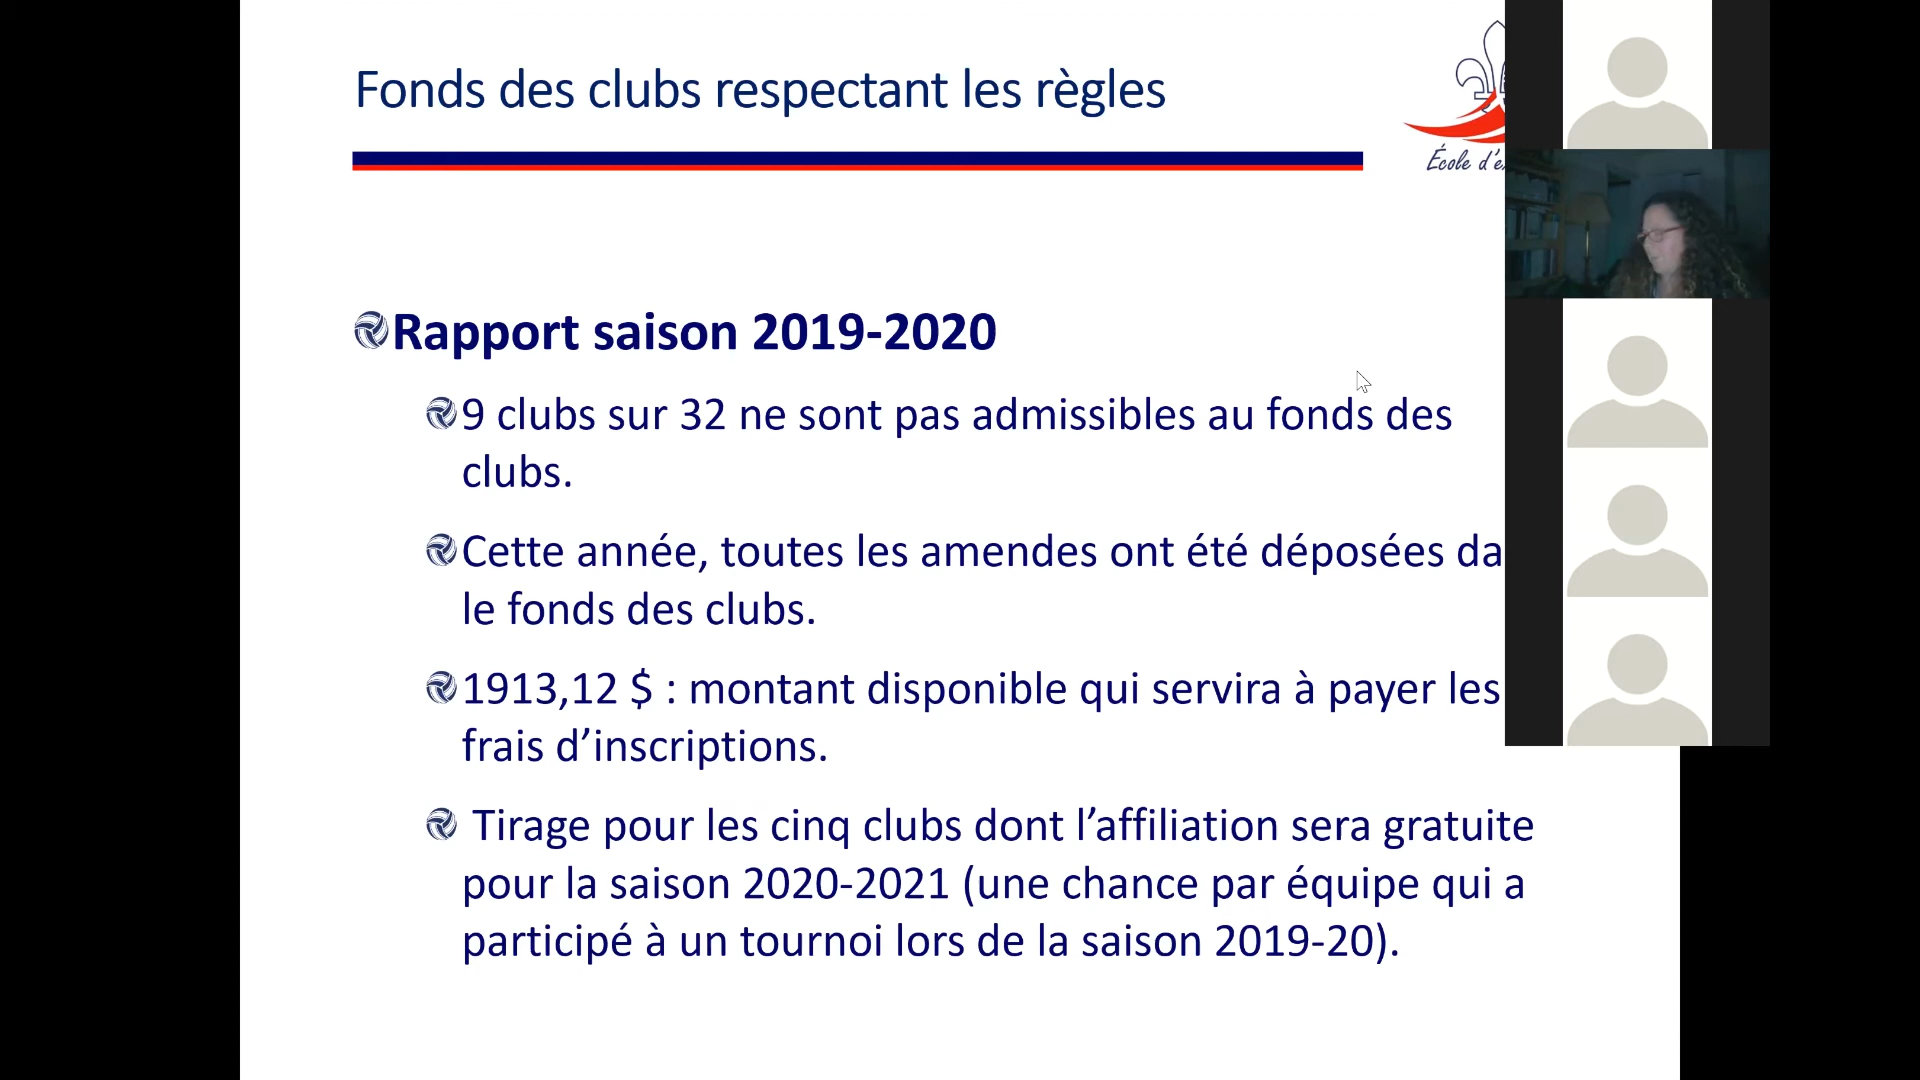 Fonds des clubs respectant les règles
École
Rapport saison 2019-2020
9 clubs sur 32 ne sont pas admissibles au fonds des
clubs.
Cette année, toutes les amendes ont été déposées
le fonds des clubs.
1913,12 $ : montant disponible qui servira à payer les
frais d’inscriptions.
Tirage pour les cinq clubs dont l’affiliation sera gratuite
pour la saison 2020-2021 (une chance par équipe qui a
participé à un tournoi lors de la saison 2019-20).